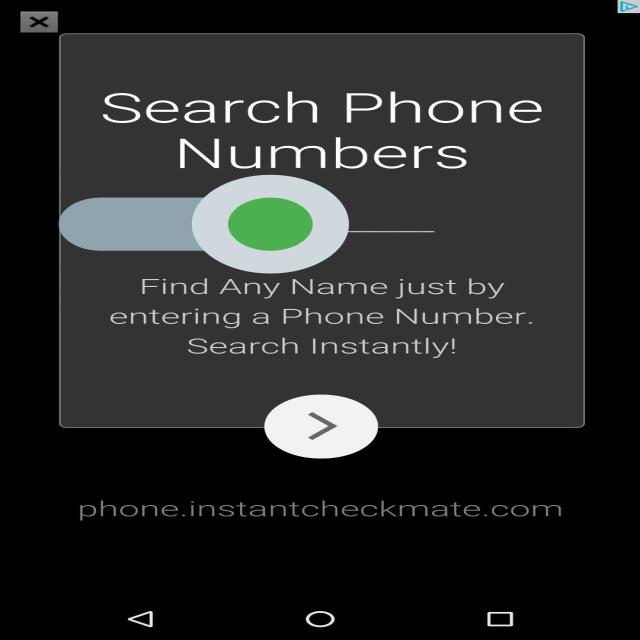 Search Phone
Numbers
Find Any Name just by
entering a Phone Number.
Search Instantly!
phone.instantcheckmate.com